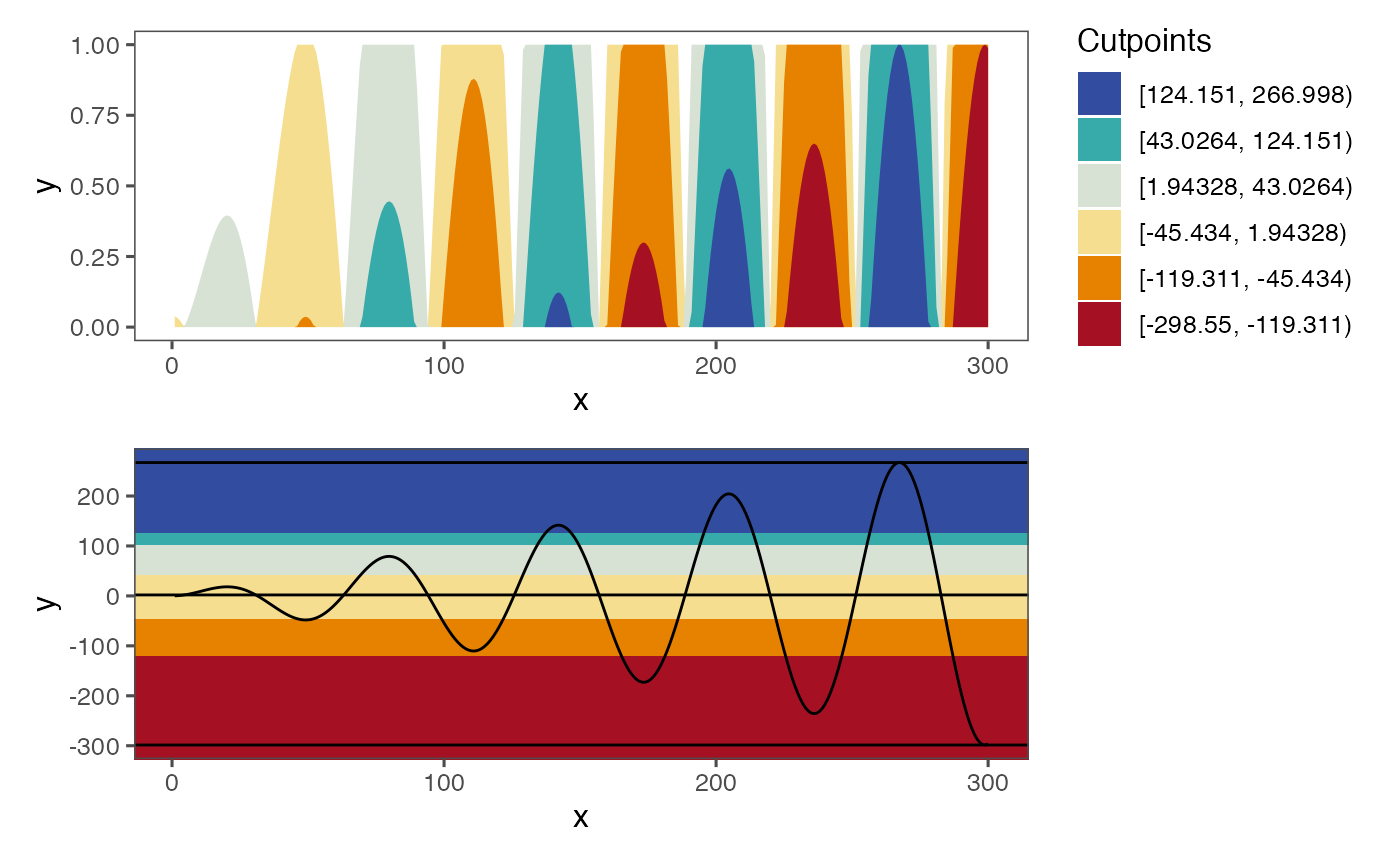 Cutpoints
[124.151, 266.998)
[43.0264, 124.151)
[1.94328, 43.0264)
[-45.434, 1.94328)
[-119.311, -45.434)
[-298.55, -119.311)
y
1.00
0.75
0.50
0.25
0.00
0 100 200 300
x
y
200
100
0
-100
-200
-300
0 100 200 300
x